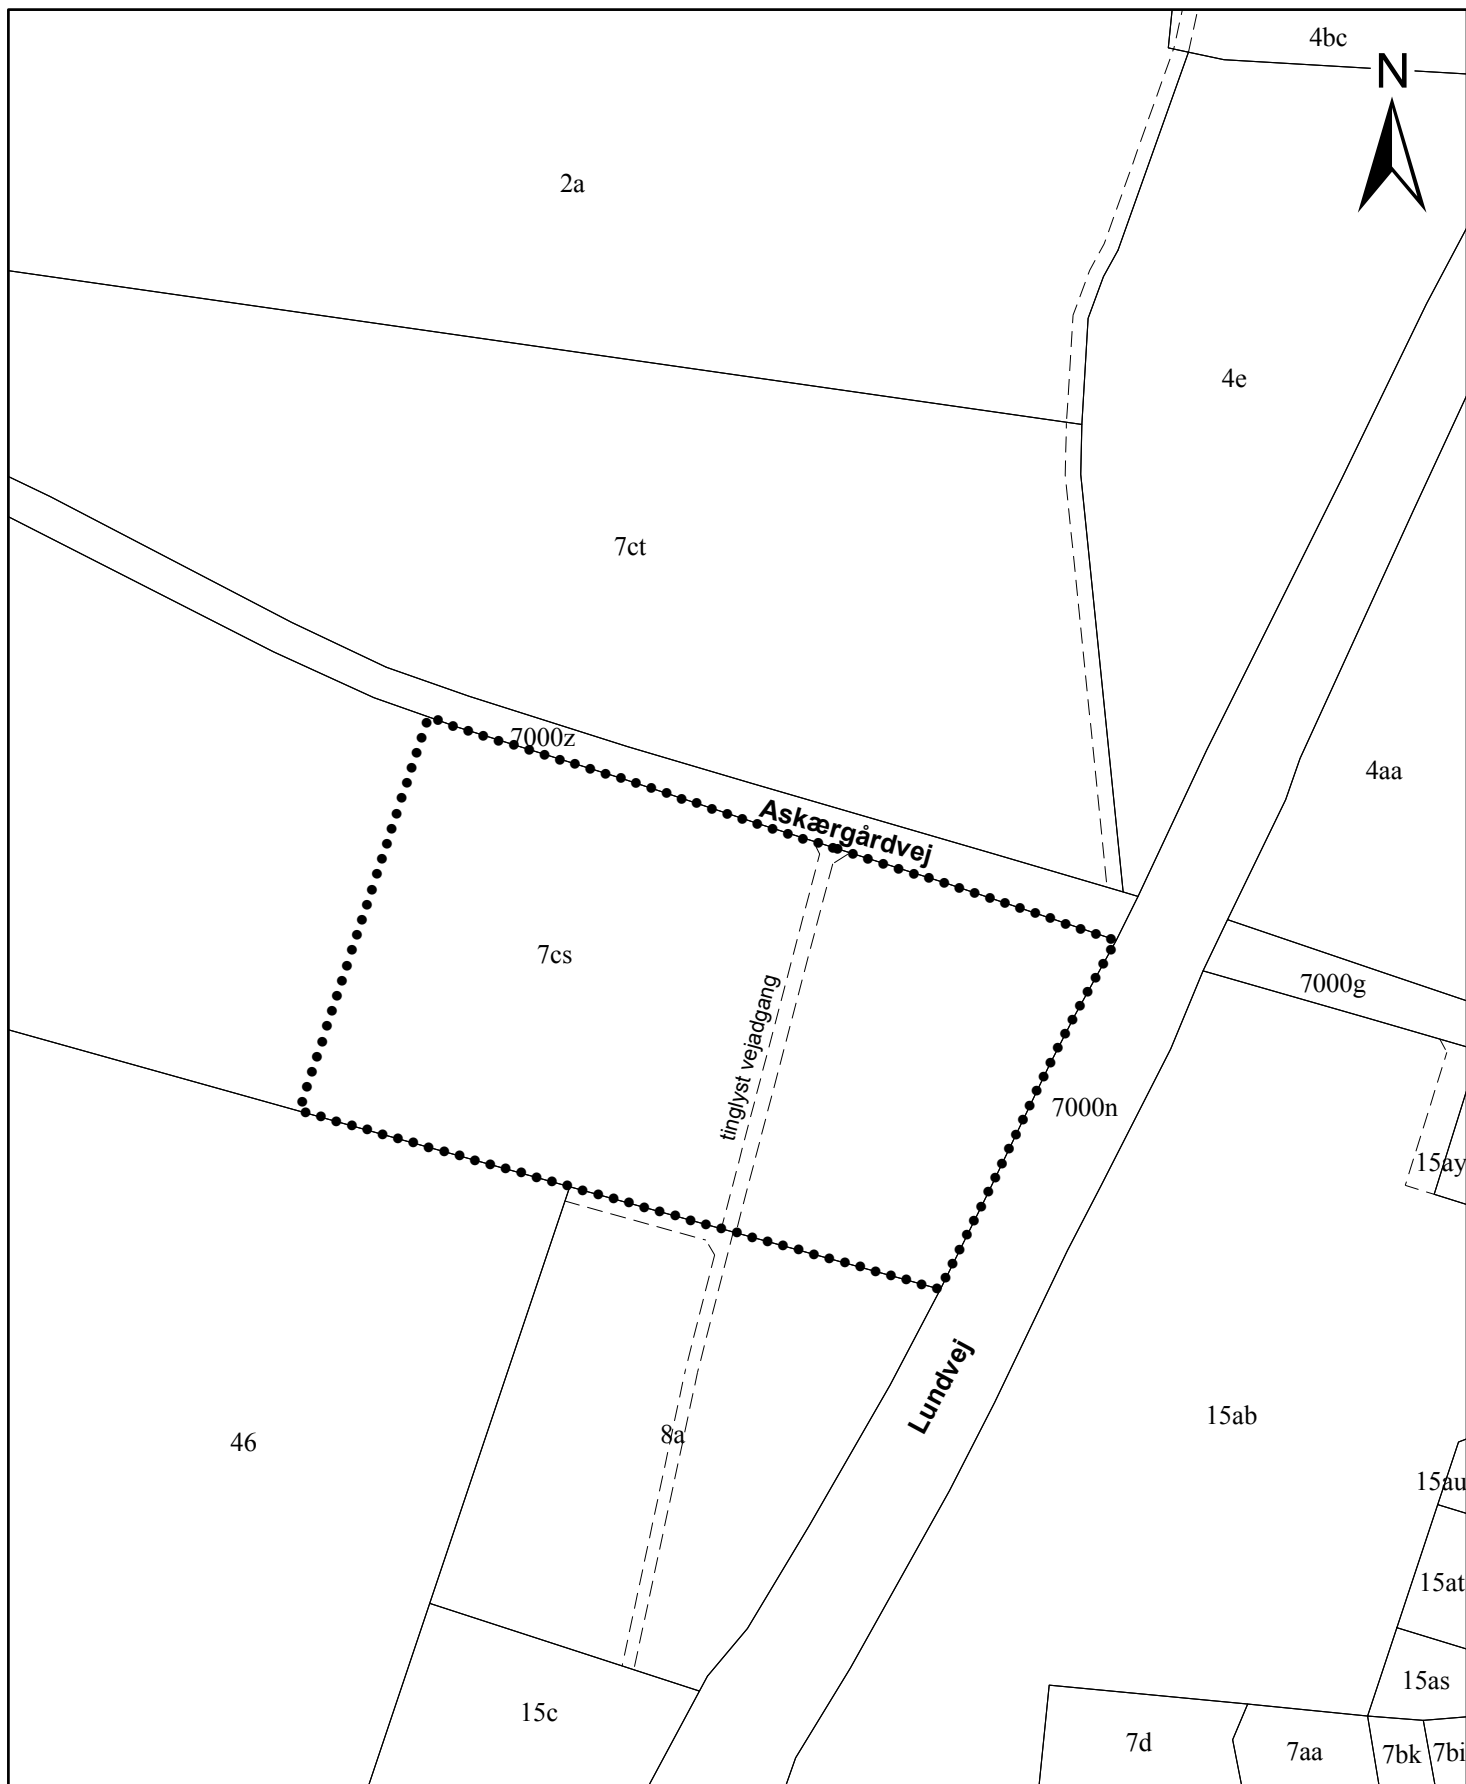 4bc
N
2a
4e
7ct
7000z
4aa
Askærgårdvej
7cs
7000g
tinglyst vejadgang
7000n
15ay
Lundvej
15ab
8a
46
15au
15at
15as
15c
7d
7aa
7bk
7bi